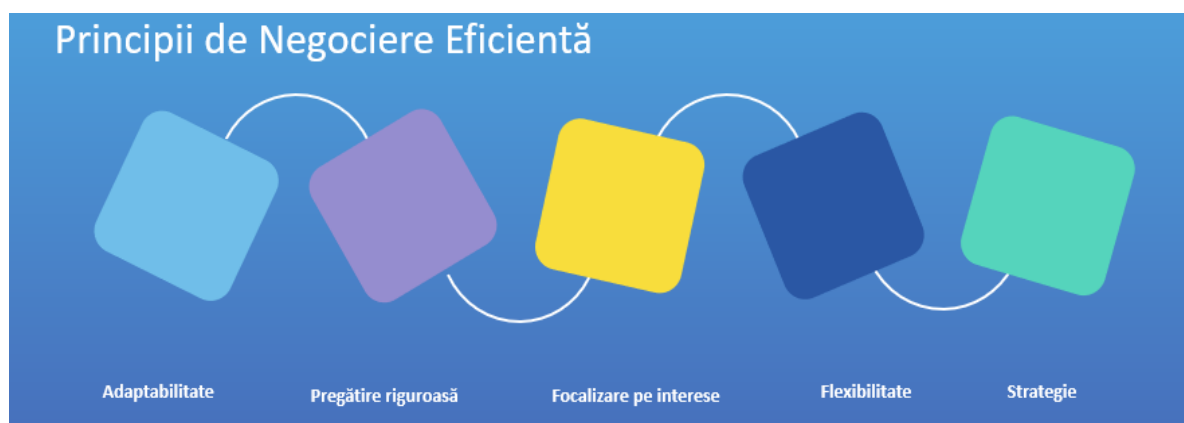 Principii de Negociere Eficientă
Adaptabilitate
Pregătire riguroasă
Focalizare pe interese
Flexibilitate
Strategie